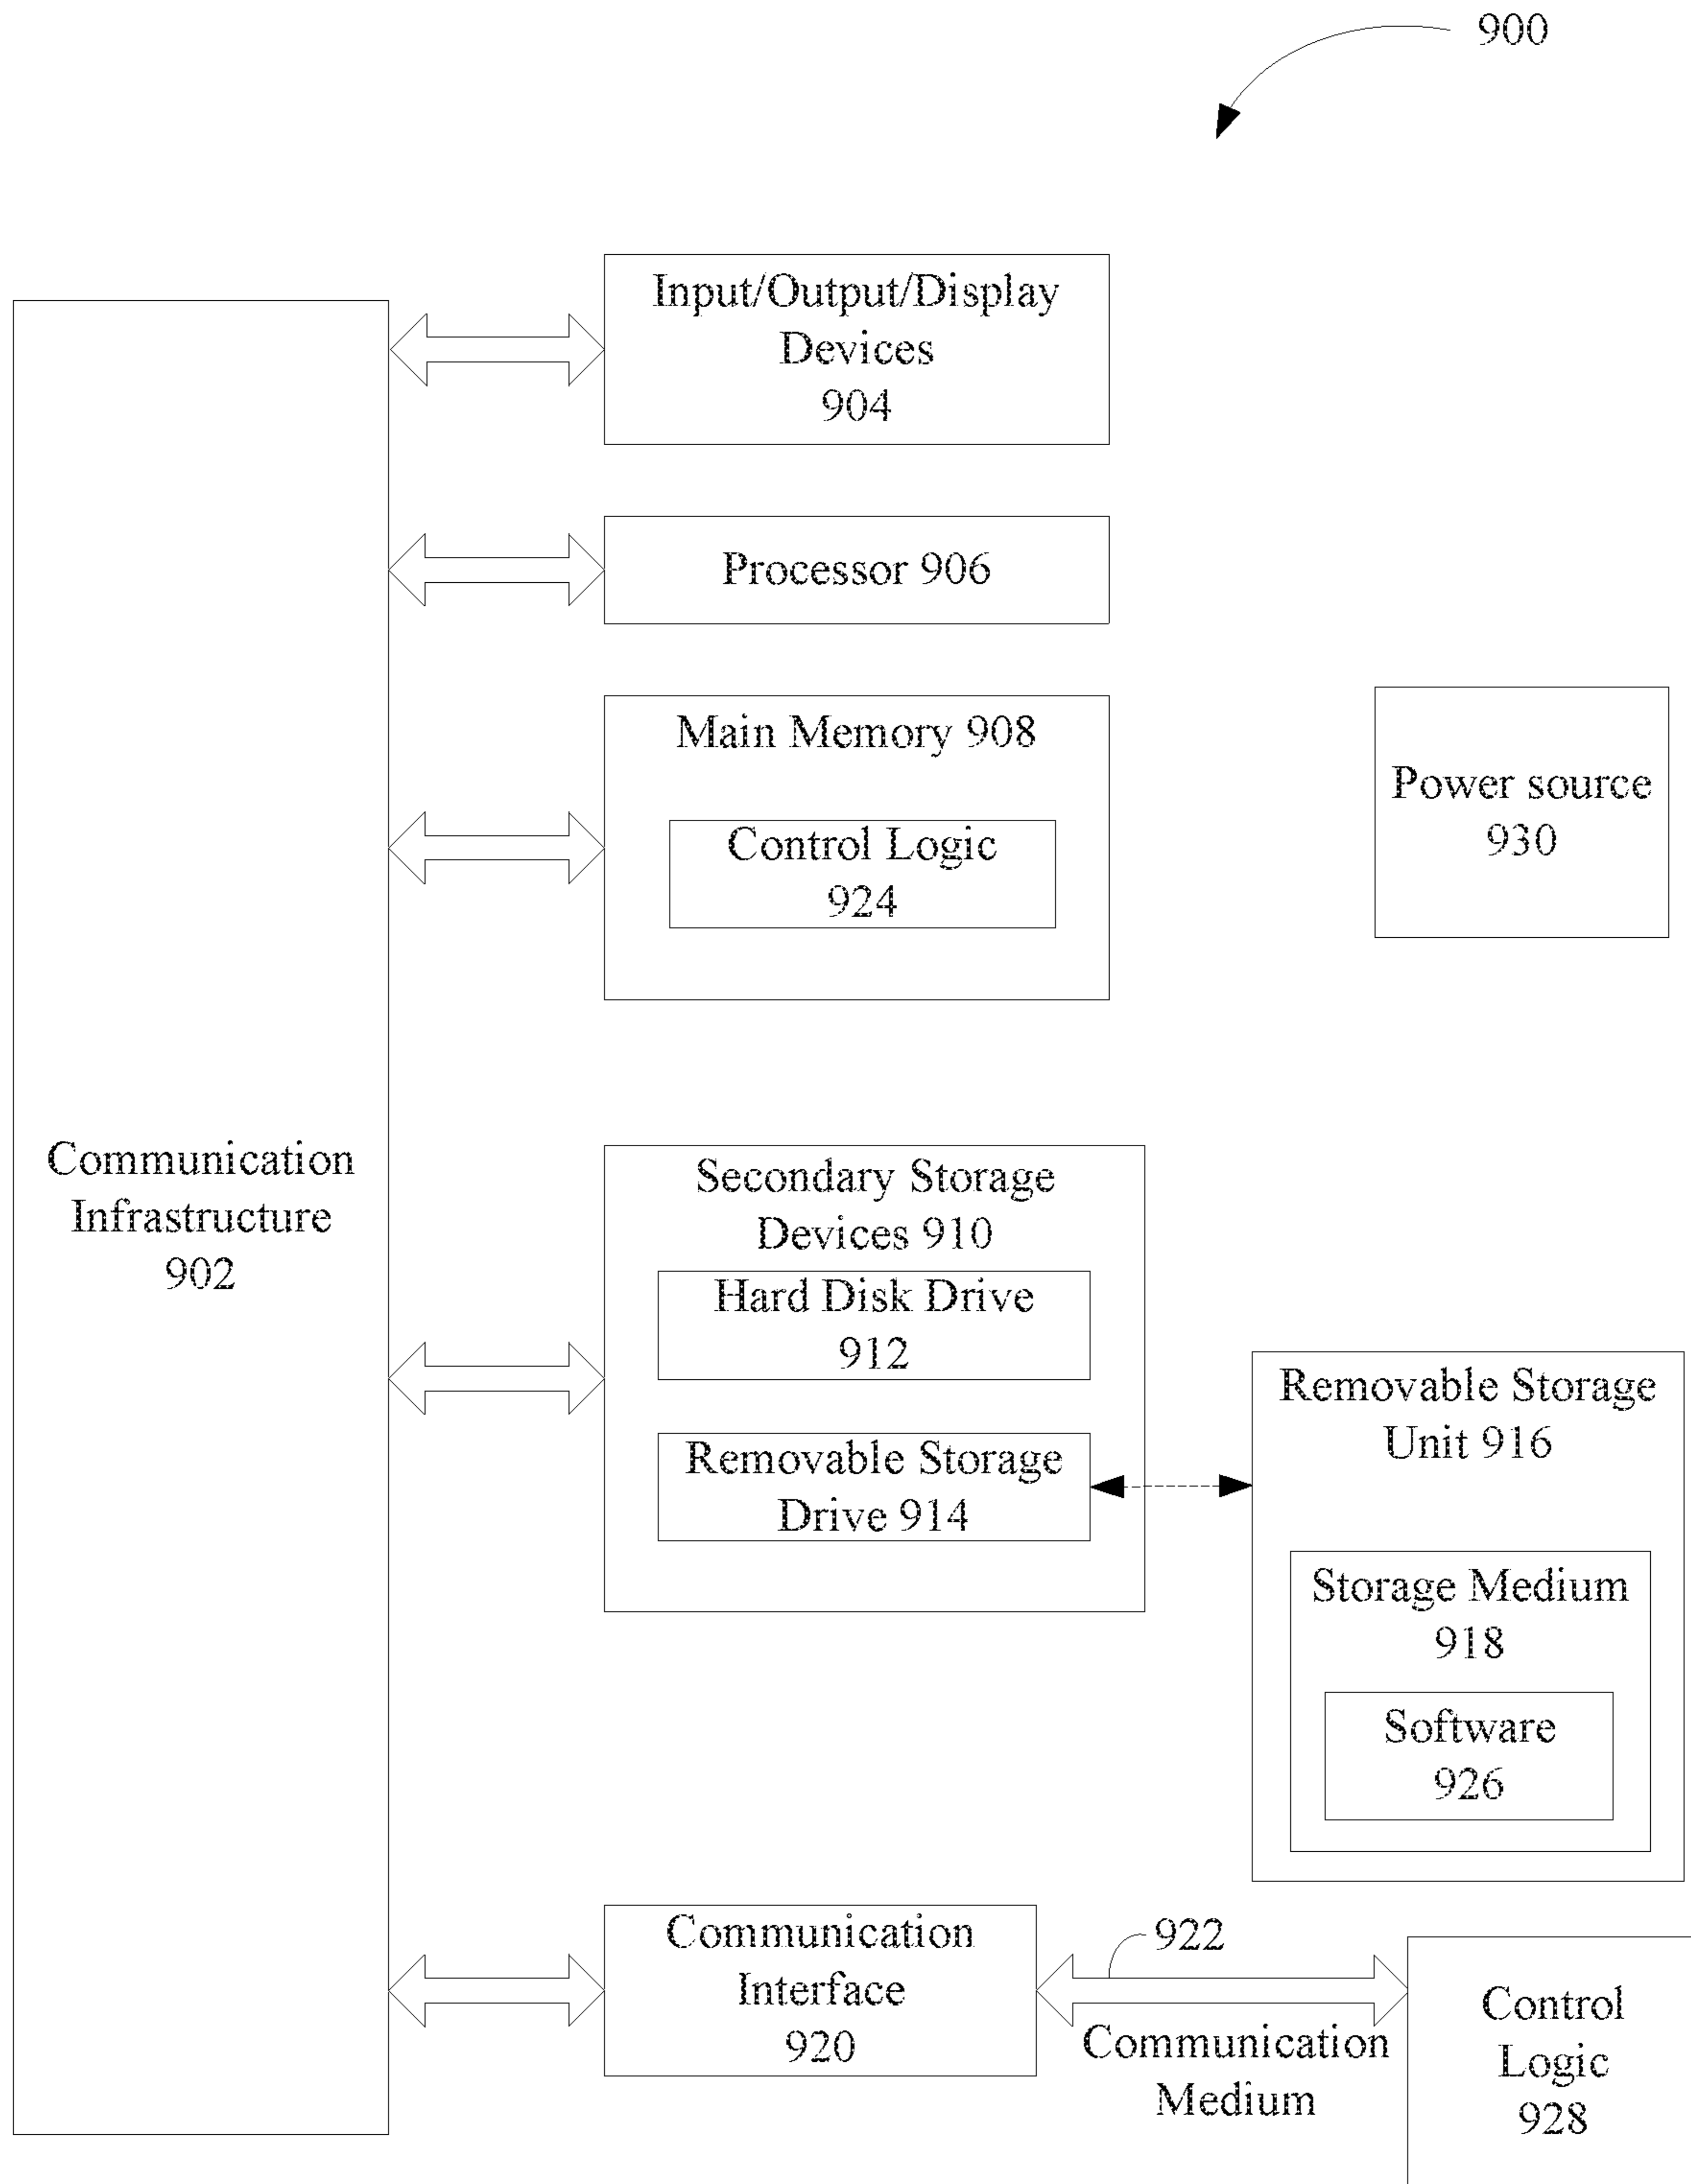 900
Input/Output/Display
Devices
904
Processor 906
Main Memory 908
Control Logic
924
Power source
930
Communication
Infrastructure
902
Secondary Storage
Devices 910
Hard Disk Drive
912
Removable Storage
Drive 914
Removable Storage
Unit 916
Storage Medium
918
Software
926
Communication
Interface
920
922
Communication
Medium
Control
Logic
928